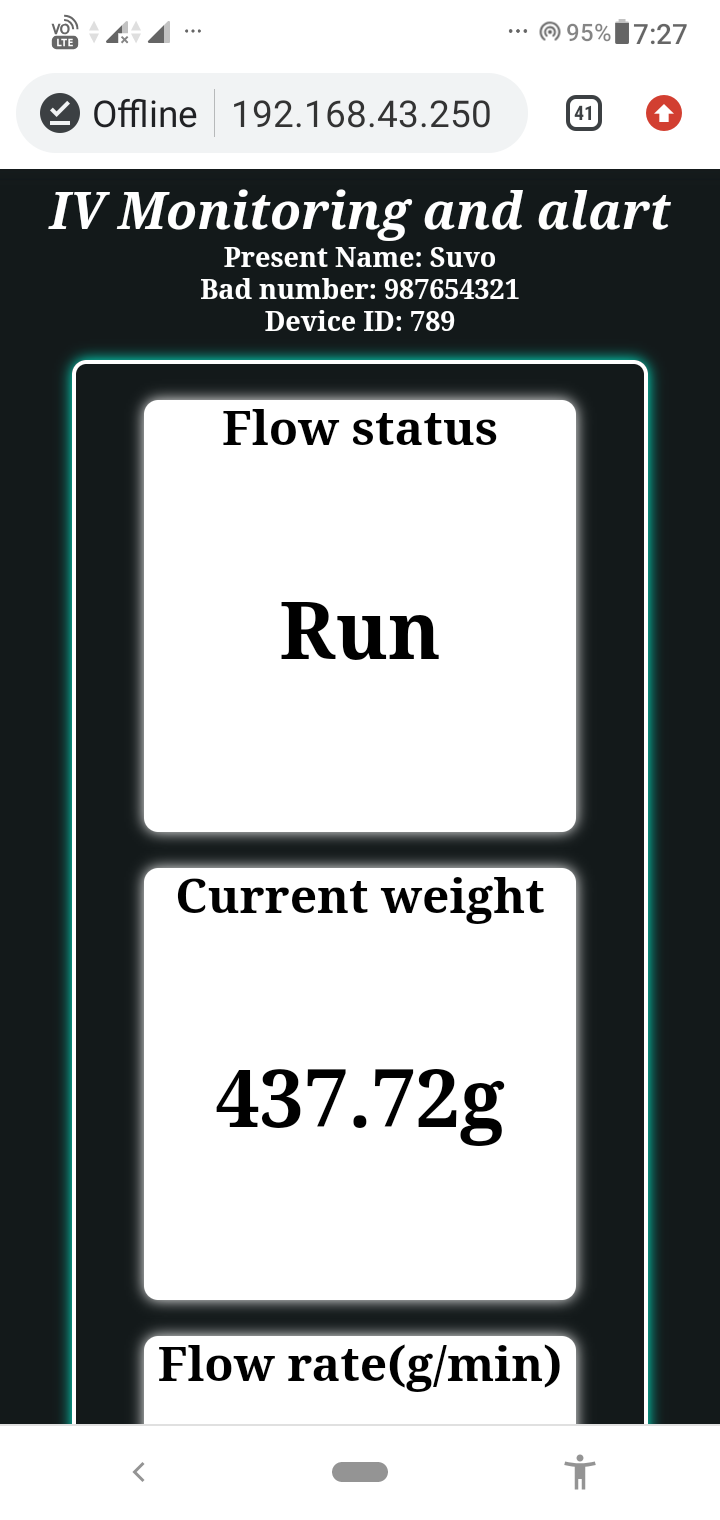 VO LTE 95% 7:27
Offline 192.168.43.250 41
IV Monitoring and alart
Present Name: Suvo
Bad number: 987654321
Device ID: 789
Flow status
Run
Current weight
437.72g
Flow rate(g/min)